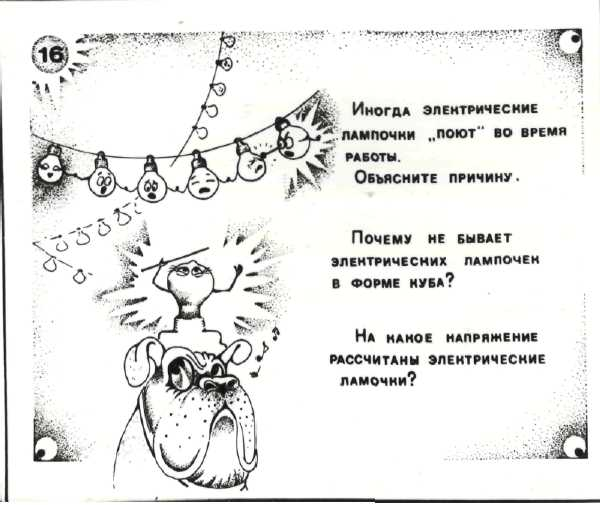 16
Иногда электрические
лампочки „поют" во время
работы.
Объясните причину.
Почему не бывает
электрических лампочек
в форме куба?
На какое напряжение
рассчитаны электрические
ламочки?